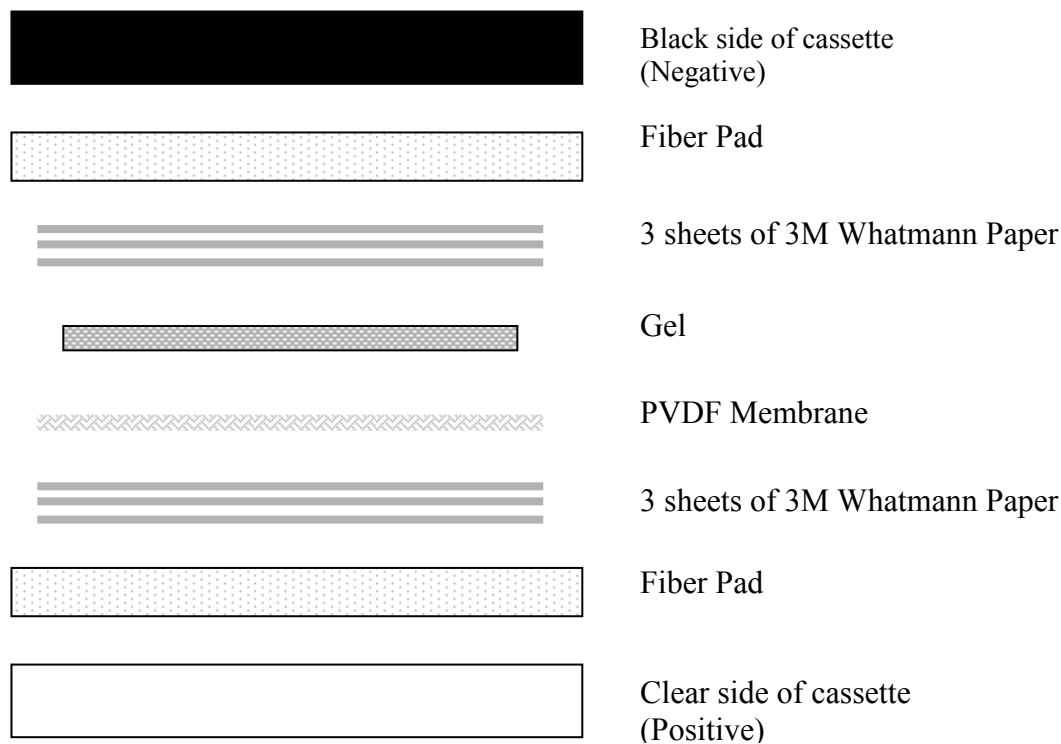 Black side of cassette
(Negative)
Fiber Pad
3 sheets of 3M Whatmann Paper
Gel
PVDF Membrane
3 sheets of 3M Whatmann Paper
Fiber Pad
Clear side of cassette
(Positive)